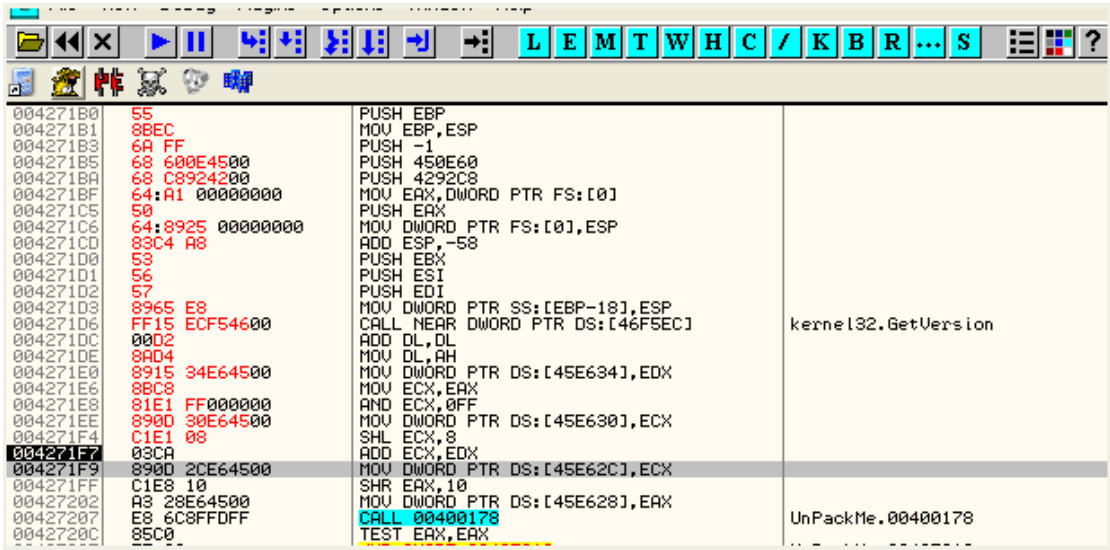 L E M T W H C / K B R ... S ?
004271B0 55 PUSH EBP
004271B1 8BEC MOV EBP,ESP
004271B3 6A FF PUSH -1
004271B5 68 600E4500 PUSH 450E60
004271BA 68 C8924200 PUSH 4292C8
004271BF 64:A1 00000000 MOV EAX,DWORD PTR FS:[0]
004271C5 50 PUSH EAX
004271C6 64:8925 00000000 MOV DWORD PTR FS:[0],ESP
004271CD 83C4 A8 ADD ESP,-58
004271D0 53 PUSH EBX
004271D1 56 PUSH ESI
004271D2 57 PUSH EDI
004271D3 8965 E8 MOV DWORD PTR SS:[EBP-18],ESP
004271D6 FF15 ECF54600 CALL NEAR DWORD PTR DS:[46F5EC] kernel32.GetVersion
004271DC 00D2 ADD DL,DL
004271DE 8AD4 MOV DL,AH
004271E0 8915 34E64500 MOV DWORD PTR DS:[45E634],EDX
004271E6 8BC8 MOV ECX,EAX
004271E8 81E1 FF000000 AND ECX,0FF
004271EE 890D 30E64500 MOV DWORD PTR DS:[45E630],ECX
004271F4 C1E1 08 SHL ECX,8
004271F7 03CA ADD ECX,EDX
004271F9 890D 2CE64500 MOV DWORD PTR DS:[45E62C],ECX
004271FF C1E8 10 SHR EAX,10
00427202 A3 28E64500 MOV DWORD PTR DS:[45E628],EAX
00427207 E8 6C8FFDFF CALL 00400178 UnPackMe.00400178
0042720C 85C0 TEST EAX,EAX